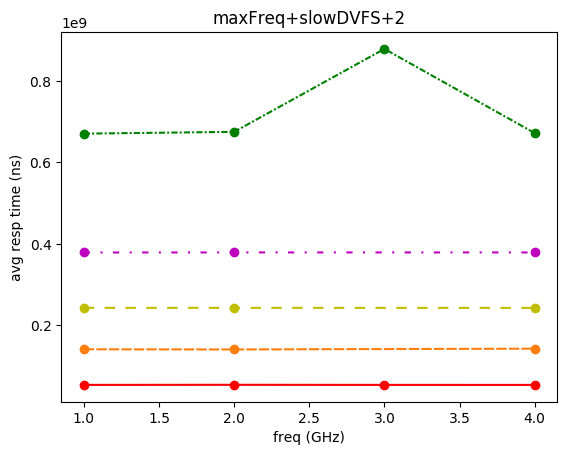 maxFreq+slowDVFS+2
1e9
0.8
0.6
0.4
0.2
avg resp time (ns)
1.0 1.5 2.0 2.5 3.0 3.5 4.0
freq (GHz)